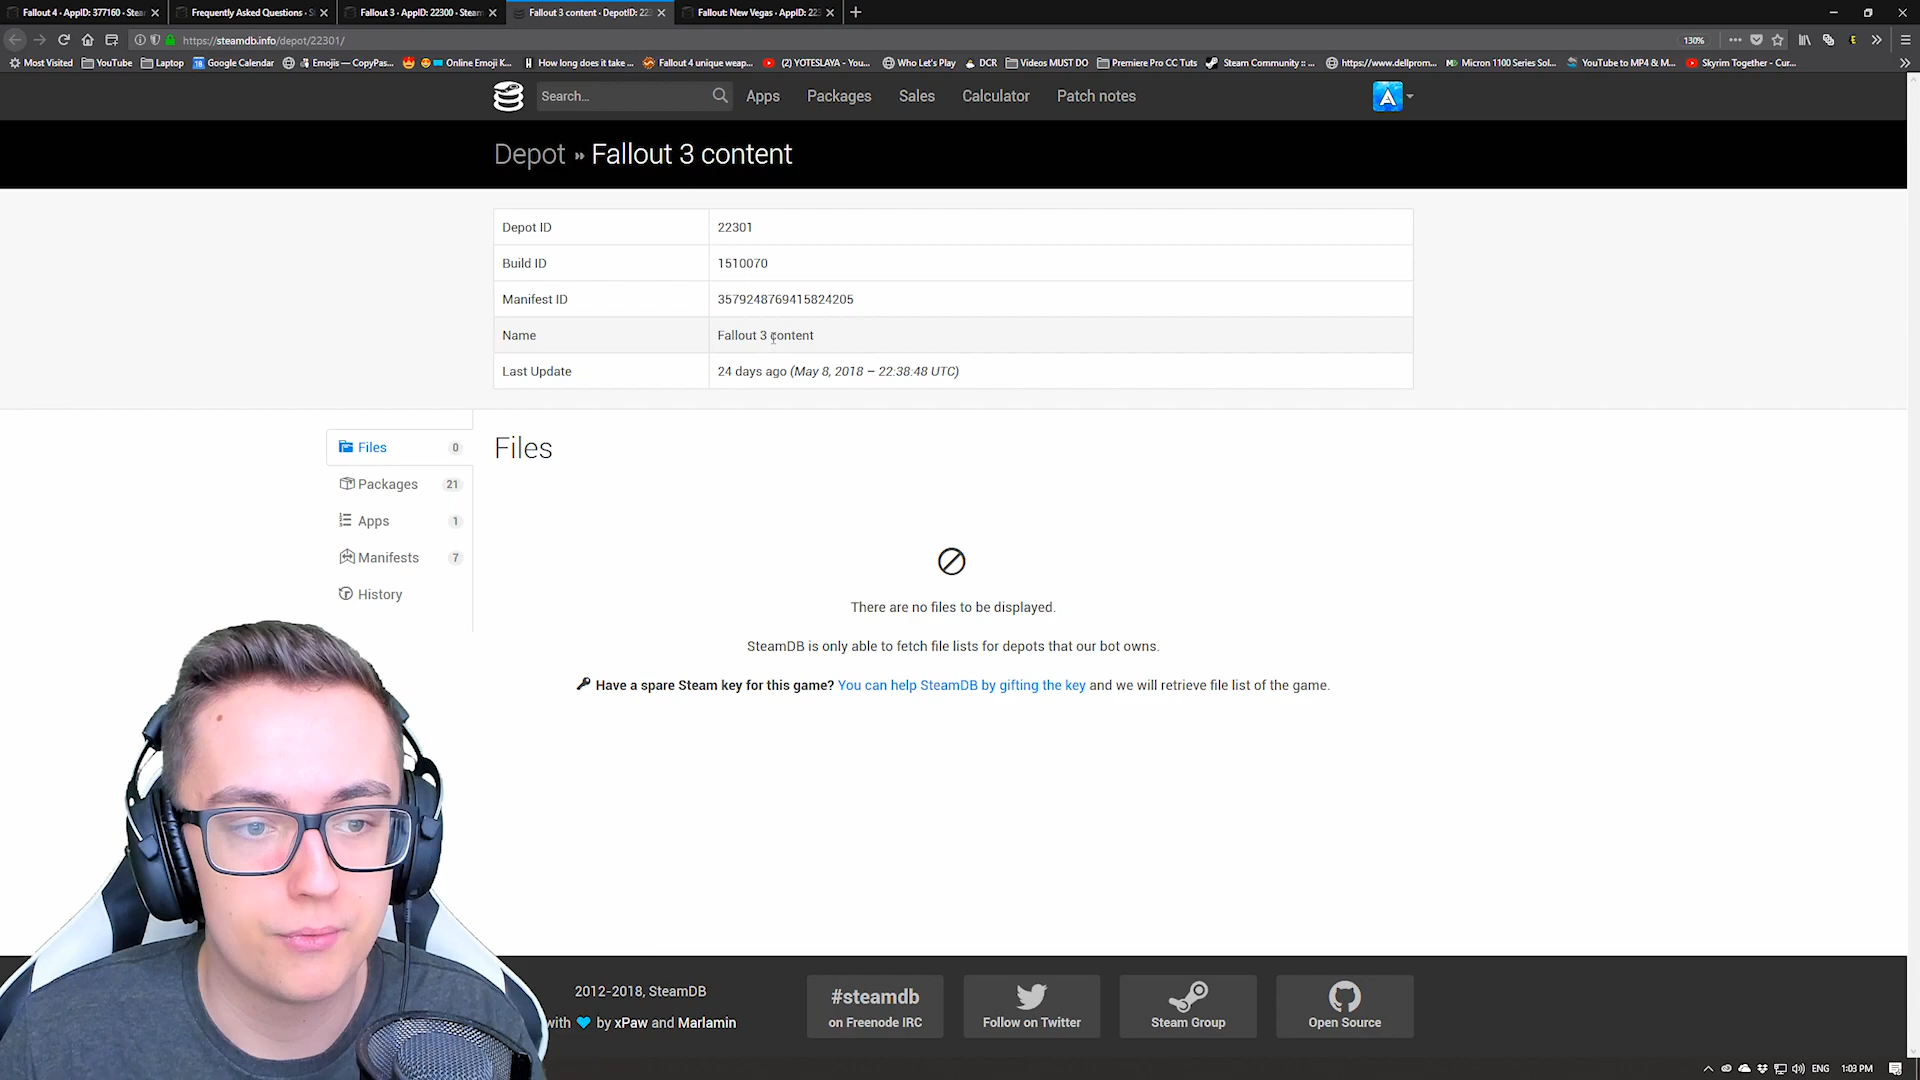 Fallout 4 · AppID: 377160 · Stea
Frequently Asked Questions · S
Fallout 3 · AppID: 22300 · Steam
Fallout 3 content · DepotID: 223
Fallout: New Vegas · AppID: 223
https://steamdb.info/depot/22301/
130%
Most Visited
YouTube
Laptop
18
Google Calendar
Emojis — CopyPas...
Online Emoji K...
How long does it take ...
Fallout 4 unique weap...
(2) YOTESLAYA - You...
Who Let's Play
DCR
Videos MUST DO
Premiere Pro CC Tuts
Steam Community :: ...
https://www.dellprom...
Micron 1100 Series Sol...
YouTube to MP4 & M...
Skyrim Together - Cur...
Search...
Apps
Packages
Sales
Calculator
Patch notes
Depot » Fallout 3 content
Depot ID 22301
Build ID 1510070
Manifest ID 3579248769415824205
Name Fallout 3 content
Last Update 24 days ago (May 8, 2018 – 22:38:48 UTC)
Files 0
Packages 21
Apps 1
Manifests 7
History
Files
There are no files to be displayed.
SteamDB is only able to fetch file lists for depots that our bot owns.
Have a spare Steam key for this game? You can help SteamDB by gifting the key and we will retrieve file list of the game.
2012-2018, SteamDB
with by xPaw and Marlamin
#steamdb
on Freenode IRC
Follow on Twitter
Steam Group
Open Source
ENG
1:03 PM